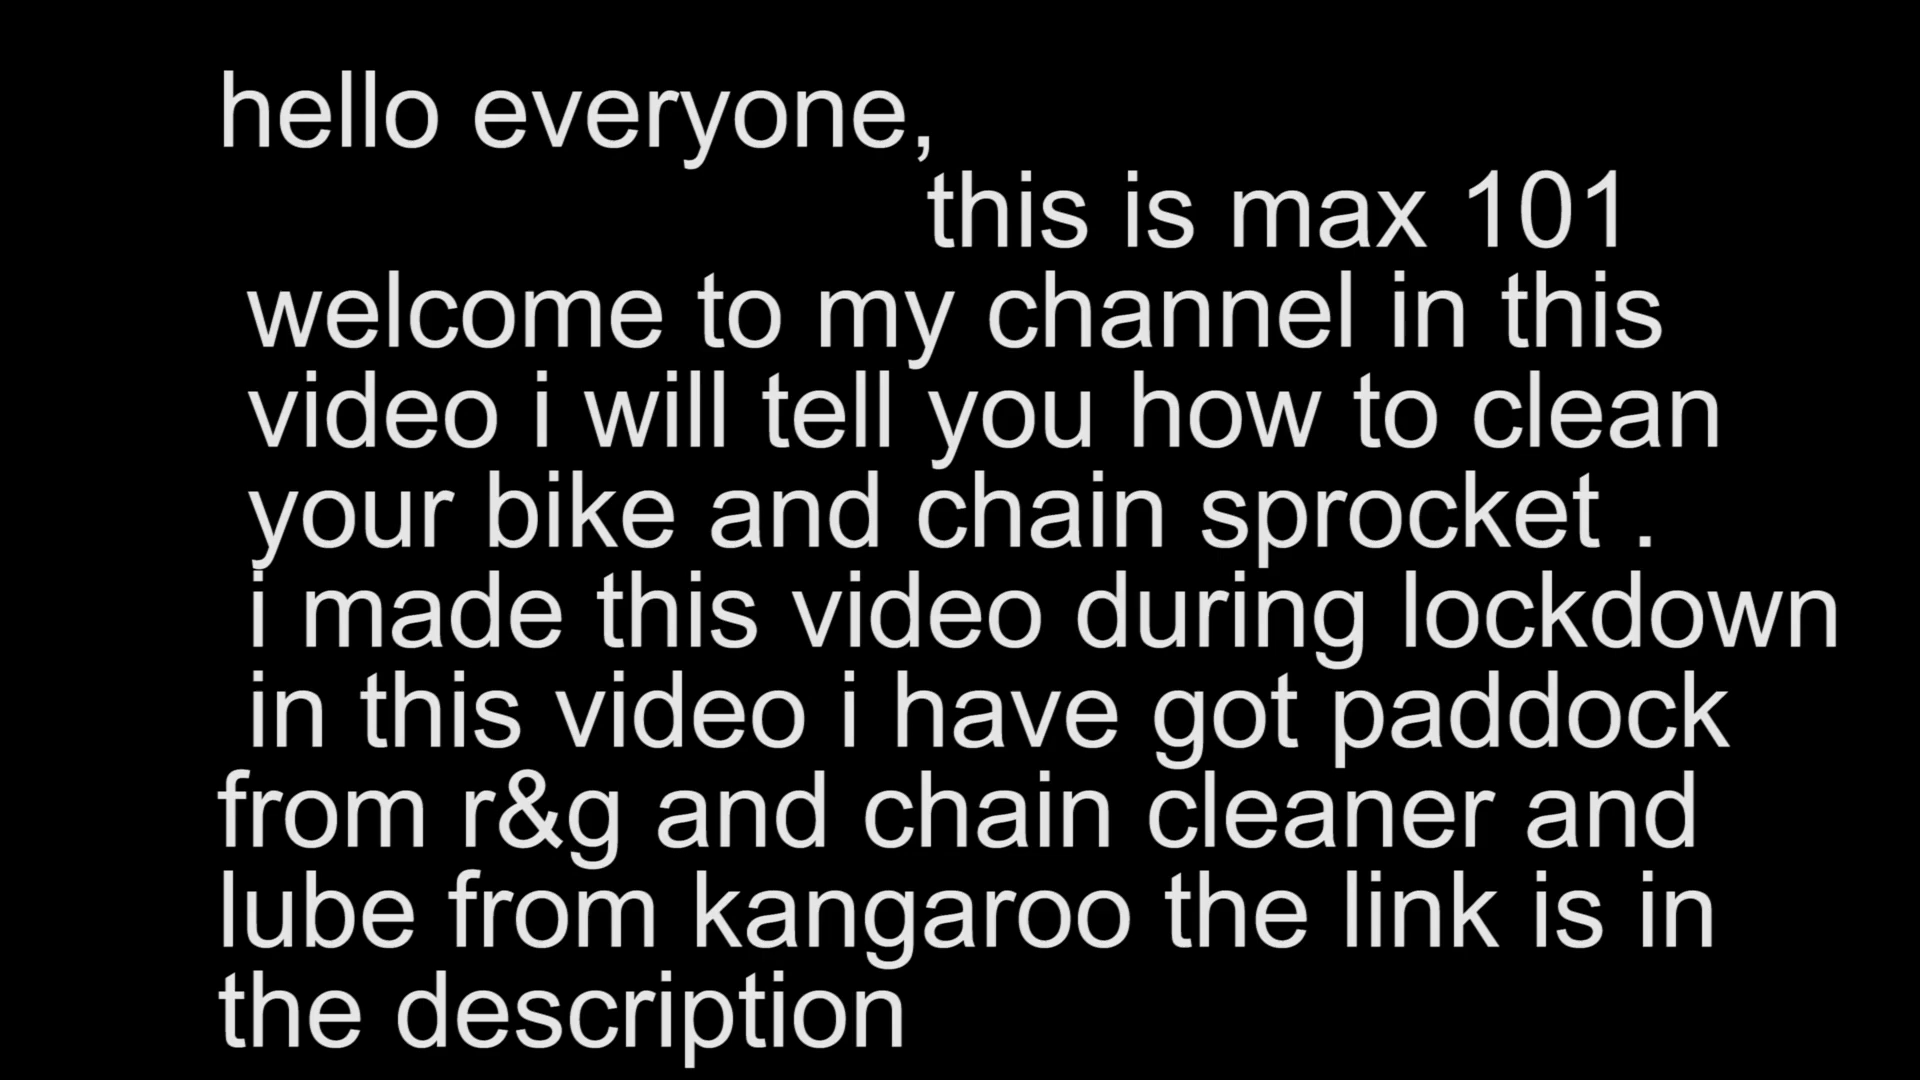 hello everyone,
this is max 101
welcome to my channel in this
video i will tell you how to clean
your bike and chain sprocket .
i made this video during lockdown
in this video i have got paddock
from r&g and chain cleaner and
lube from kangaroo the link is in
the description